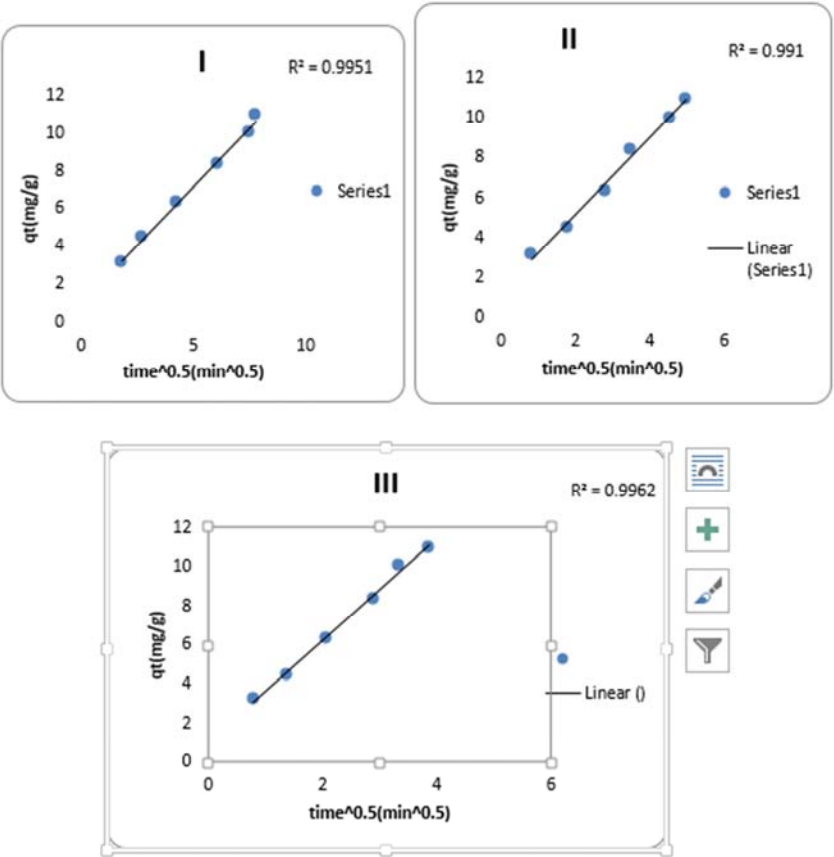 I
R² = 0.9951
12
10
8
6
4
2
0
qt(mg/g)
0 5 10
time^0.5(min^0.5)
Series1
II
R² = 0.991
12
10
8
6
4
2
0
qt(mg/g)
0 2 4 6
time^0.5(min^0.5)
Series1
Linear
(Series1)
III
R² = 0.9962
12
10
8
6
4
2
0
qt(mg/g)
0 2 4 6
time^0.5(min^0.5)
Linear ()